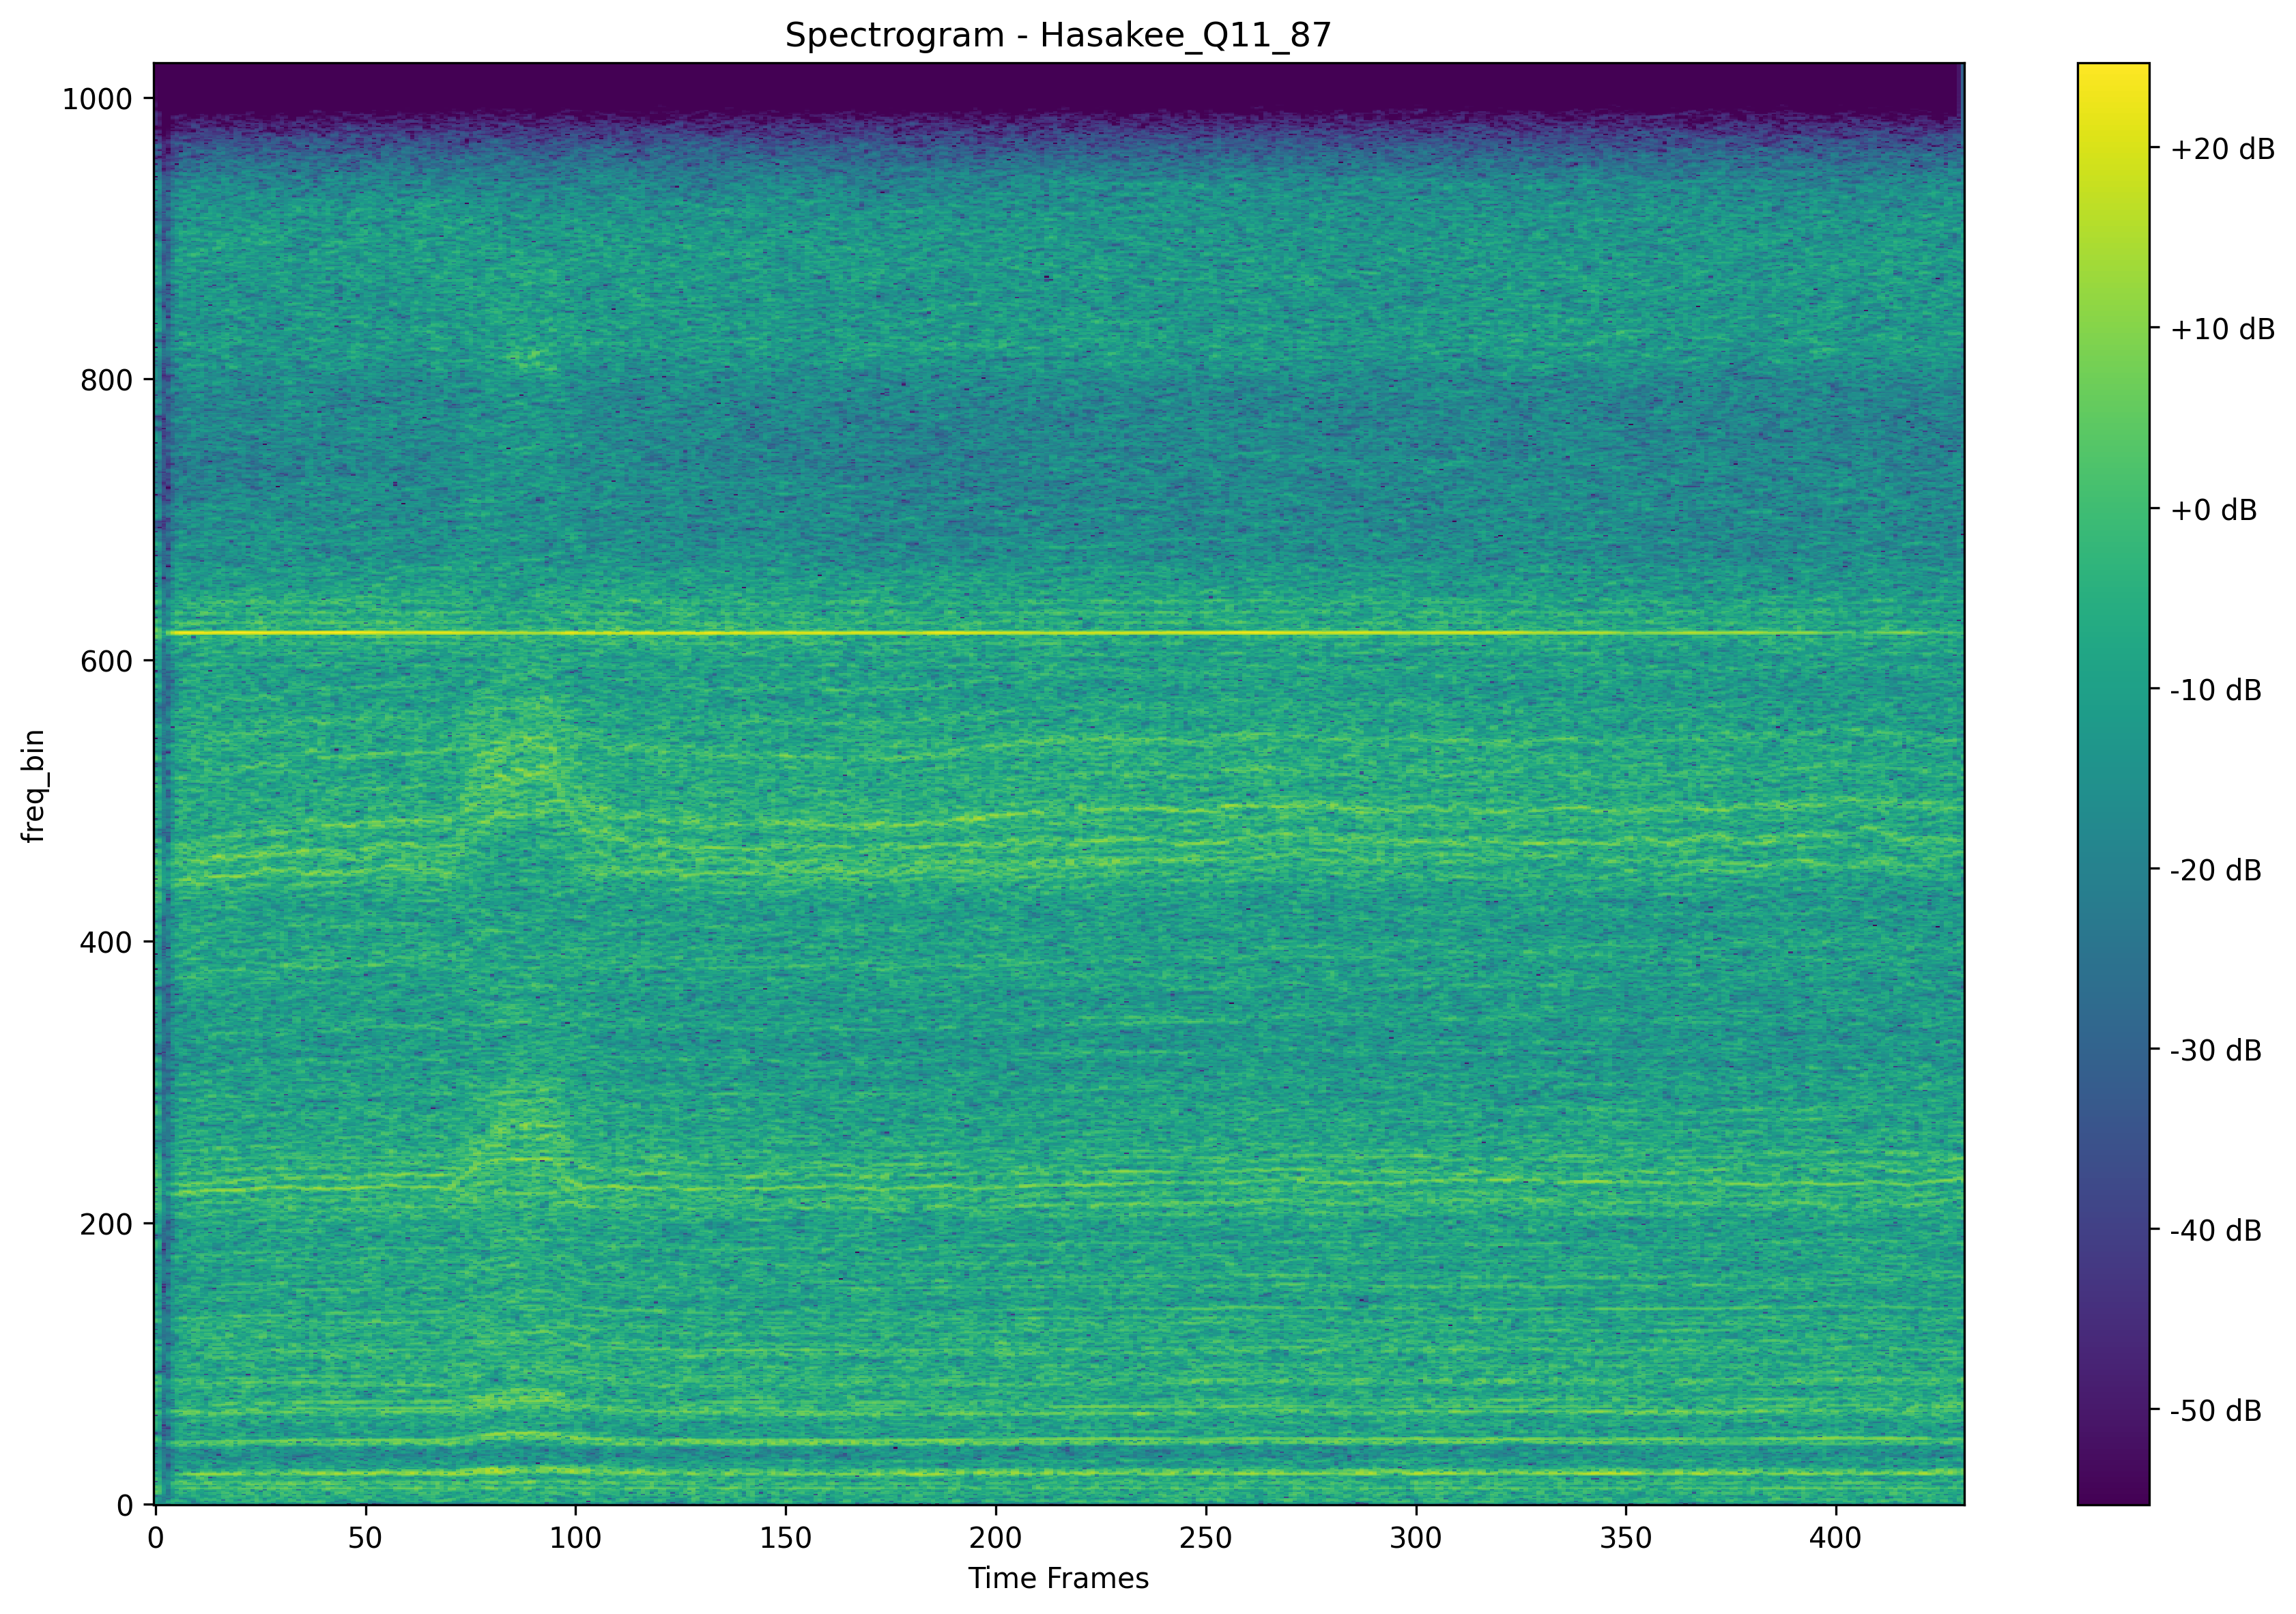 Spectrogram - Hasakee_Q11_87
1000
800
600
400
200
0
freq_bin
0 50 100 150 200 250 300 350 400
Time Frames
+20 dB
+10 dB
+0 dB
-10 dB
-20 dB
-30 dB
-40 dB
-50 dB